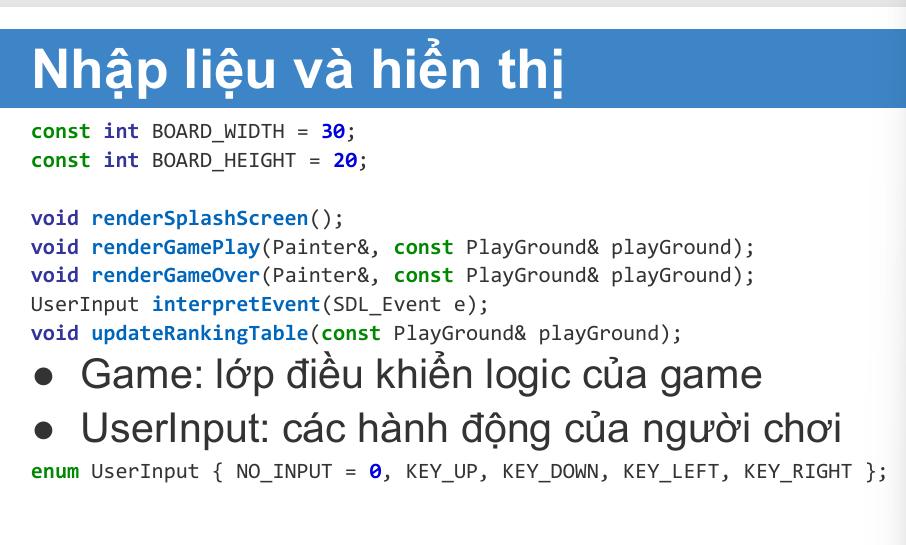 Nhập liệu và hiển thị
const int BOARD_WIDTH = 30;
const int BOARD_HEIGHT = 20;
void renderSplashScreen();
void renderGamePlay(Painter&, const PlayGround& playGround);
void renderGameOver(Painter&, const PlayGround& playGround);
UserInput interpretEvent(SDL_Event e);
void updateRankingTable(const PlayGround& playGround);
● Game: lớp điều khiển logic của game
● UserInput: các hành động của người chơi
enum UserInput { NO_INPUT = 0, KEY_UP, KEY_DOWN, KEY_LEFT, KEY_RIGHT };